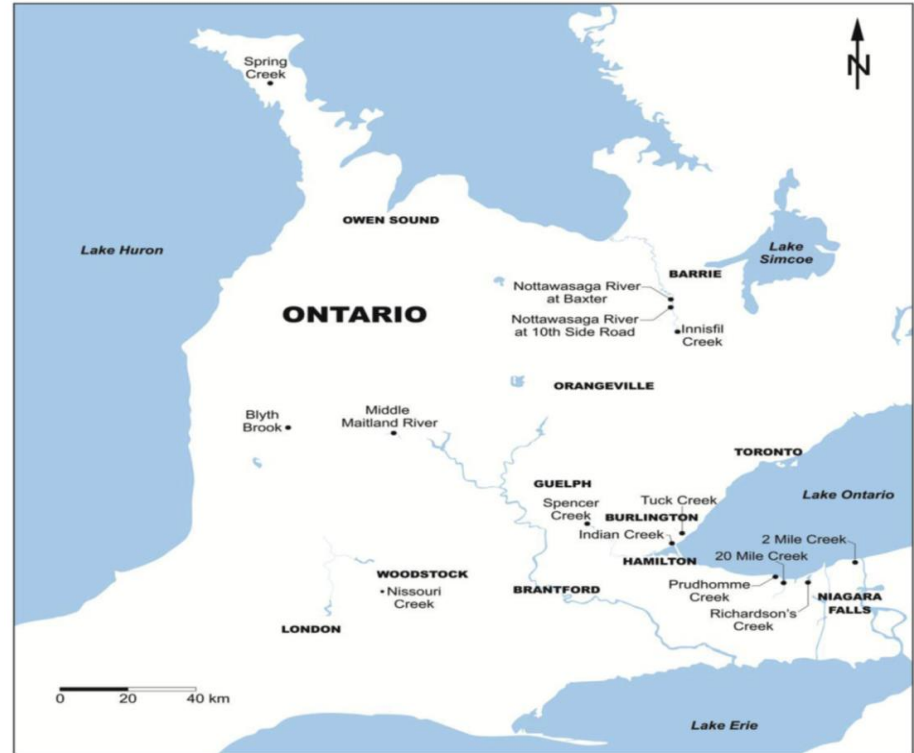 Spring
Creek
N
OWEN SOUND
Lake Huron
Lake
Simcoe
BARRIE
Nottawasaga River
at Baxter
ONTARIO
Nottawasaga River
at 10th Side Road
Innisfil
Creek
ORANGEVILLE
Blyth
Brook
Middle
Maitland River
TORONTO
GUELPH
Lake Ontario
Tuck Creek
Spencer
Creek
BURLINGTON
Indian Creek
2 Mile Creek
20 Mile Creek
HAMILTON
WOODSTOCK
Nissouri
Creek
BRANTFORD
Prudhomme
Creek
NIAGARA
FALLS
Richardson's
Creek
LONDON
0 20 40 km
Lake Erie